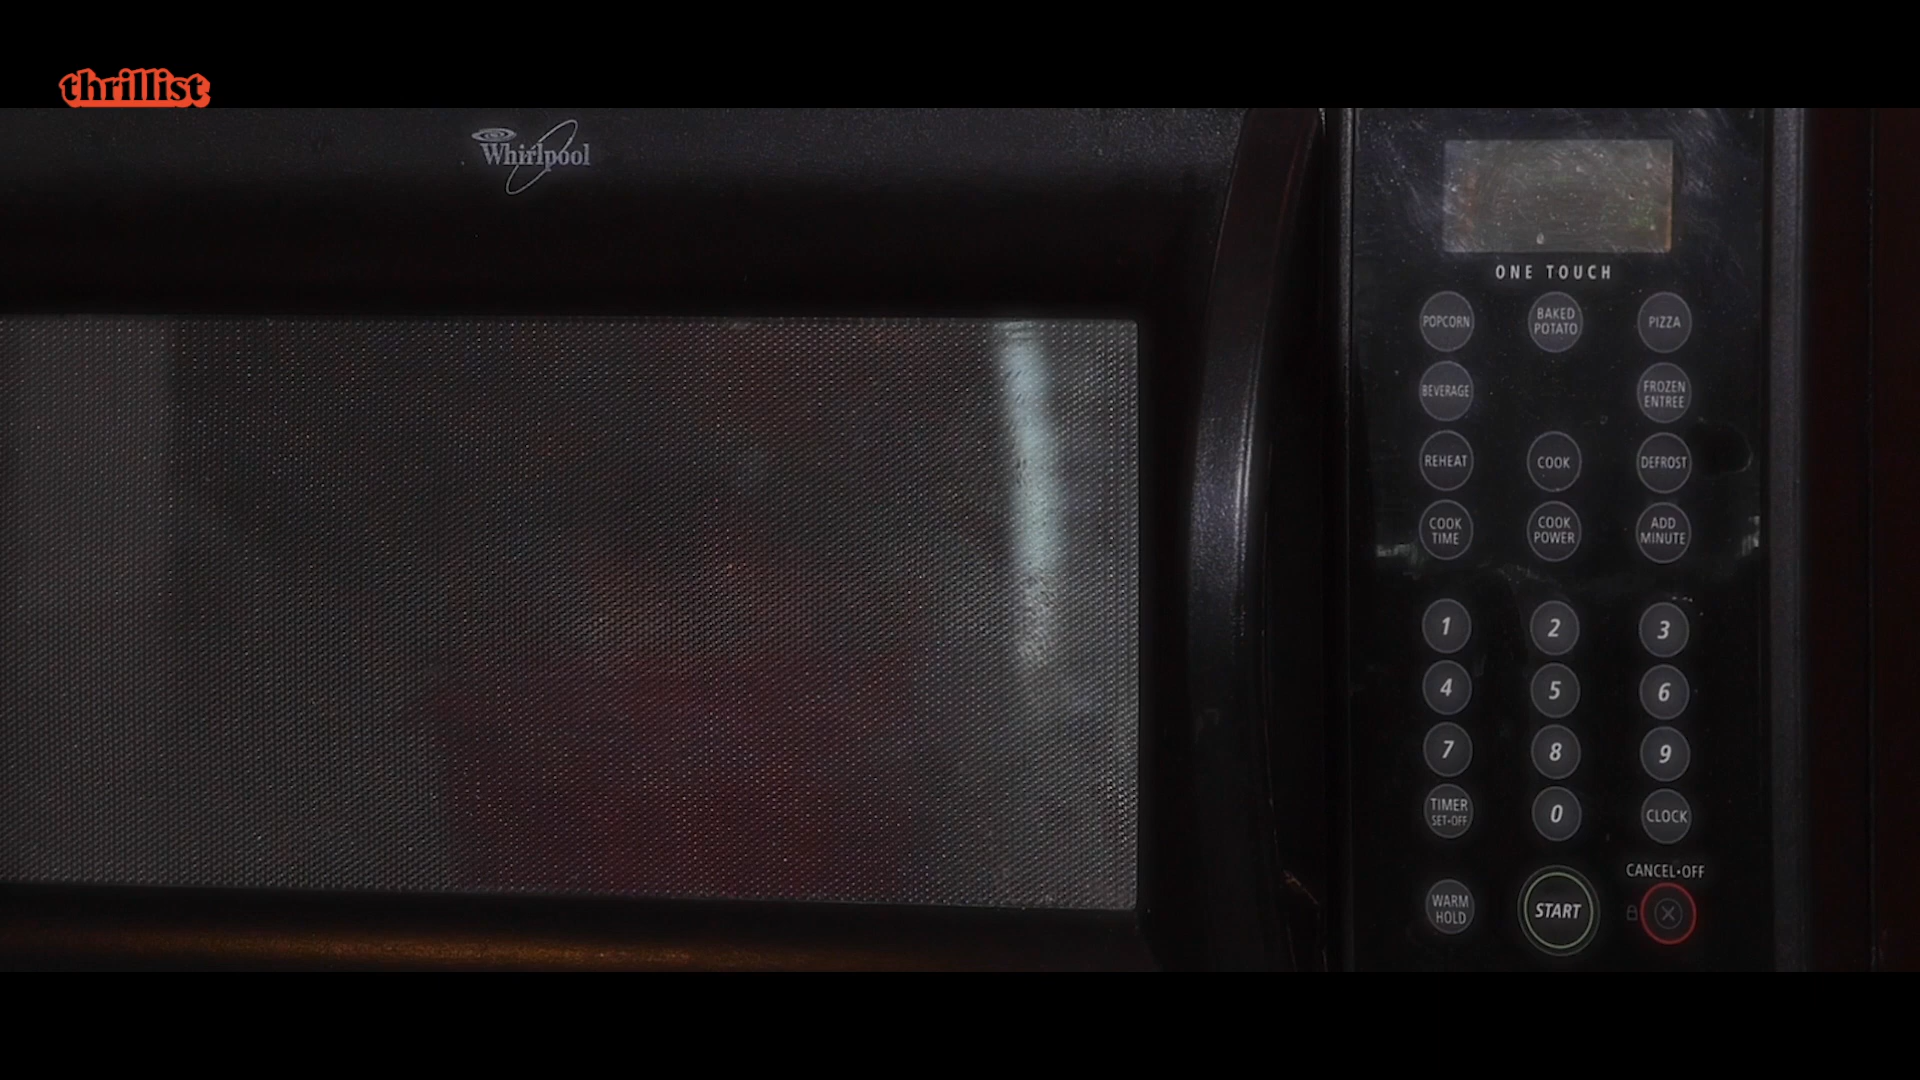 thrillist
Whirlpool
ONE TOUCH
POPCORN
BAKED
POTATO
PIZZA
BEVERAGE
FROZEN
ENTREE
REHEAT
COOK
DEFROST
COOK
TIME
COOK
POWER
ADD
MINUTE
1
2
3
4
5
6
7
8
9
TIMER
SET•OFF
0
CLOCK
CANCEL•OFF
WARM
HOLD
START